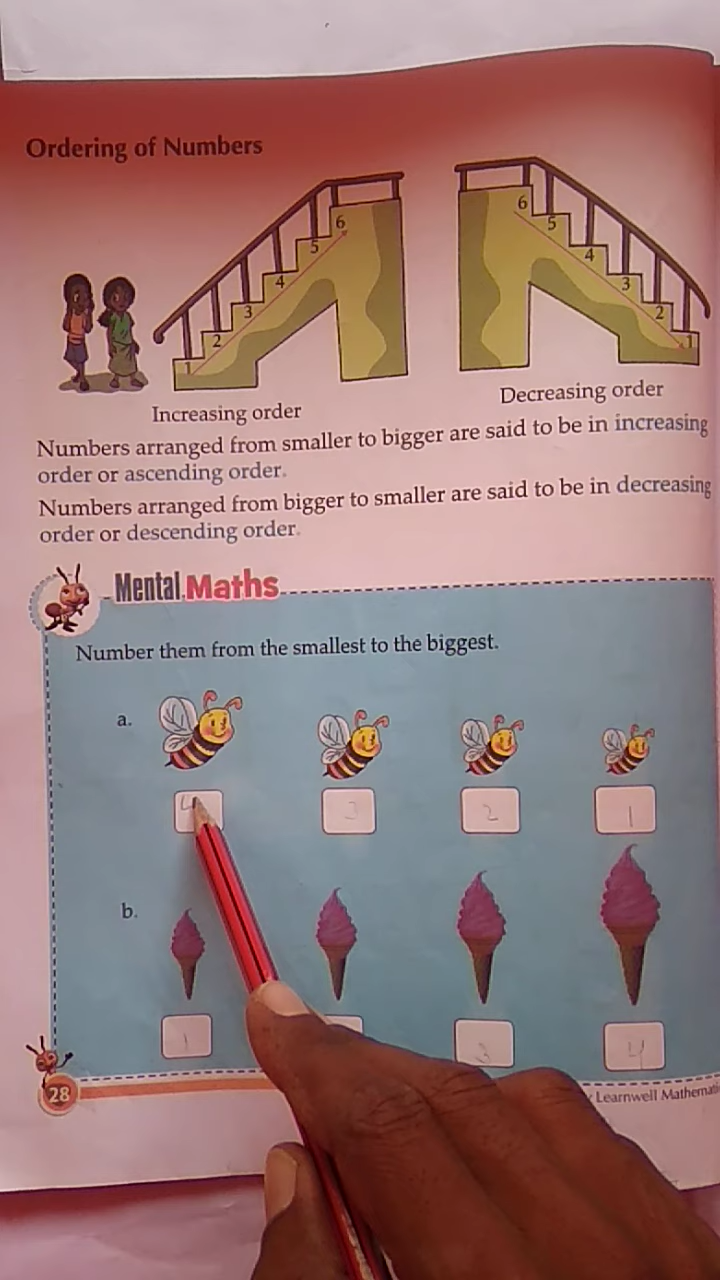 Ordering of Numbers
1 2 3 4 5 6
6 5 4 3 2 1
Increasing order
Decreasing order
Numbers arranged from smaller to bigger are said to be in increasing
order or ascending order.
Numbers arranged from bigger to smaller are said to be in decreasing
order or descending order.
Mental Maths
Number them from the smallest to the biggest.
a.
4 3 2 1
b.
1 3 4
28
Learnwell